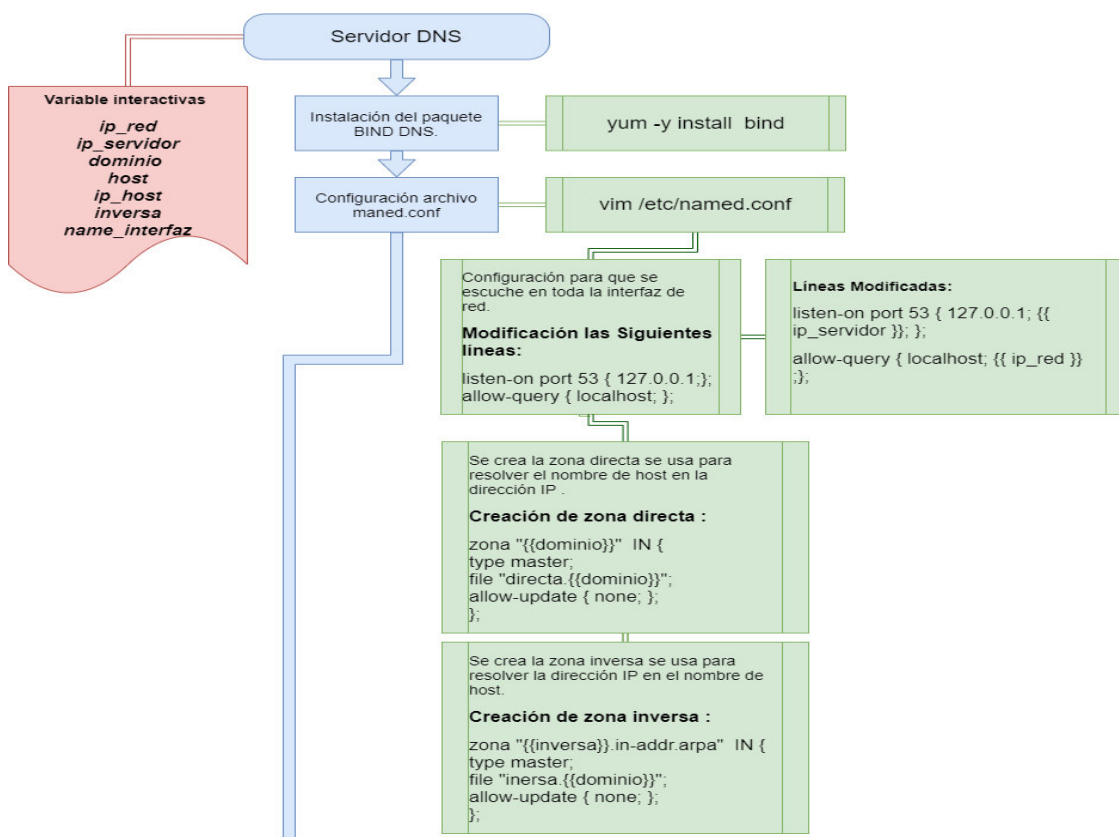 Servidor DNS
Variable interactivas
ip_red
ip_servidor
dominio
host
ip_host
inversa
name_interfaz
Instalación del paquete
BIND DNS.
yum -y install bind
Configuración archivo
maned.conf
vim /etc/named.conf
Configuración para que se
escuche en toda la interfaz de
red.
Modificación las Siguientes
líneas:
listen-on port 53 { 127.0.0.1;};
allow-query { localhost; };
Líneas Modificadas:
listen-on port 53 { 127.0.0.1; {{
ip_servidor }}; };
allow-query { localhost; {{ ip_red }}
;};
Se crea la zona directa se usa para
resolver el nombre de host en la
dirección IP .
Creación de zona directa :
zona "{{dominio}}" IN {
type master;
file "directa.{{dominio}}";
allow-update { none; };
};
Se crea la zona inversa se usa para
resolver la dirección IP en el nombre de
host.
Creación de zona inversa :
zona "{{inversa}}.in-addr.arpa" IN {
type master;
file "inersa.{{dominio}}";
allow-update { none; };
};